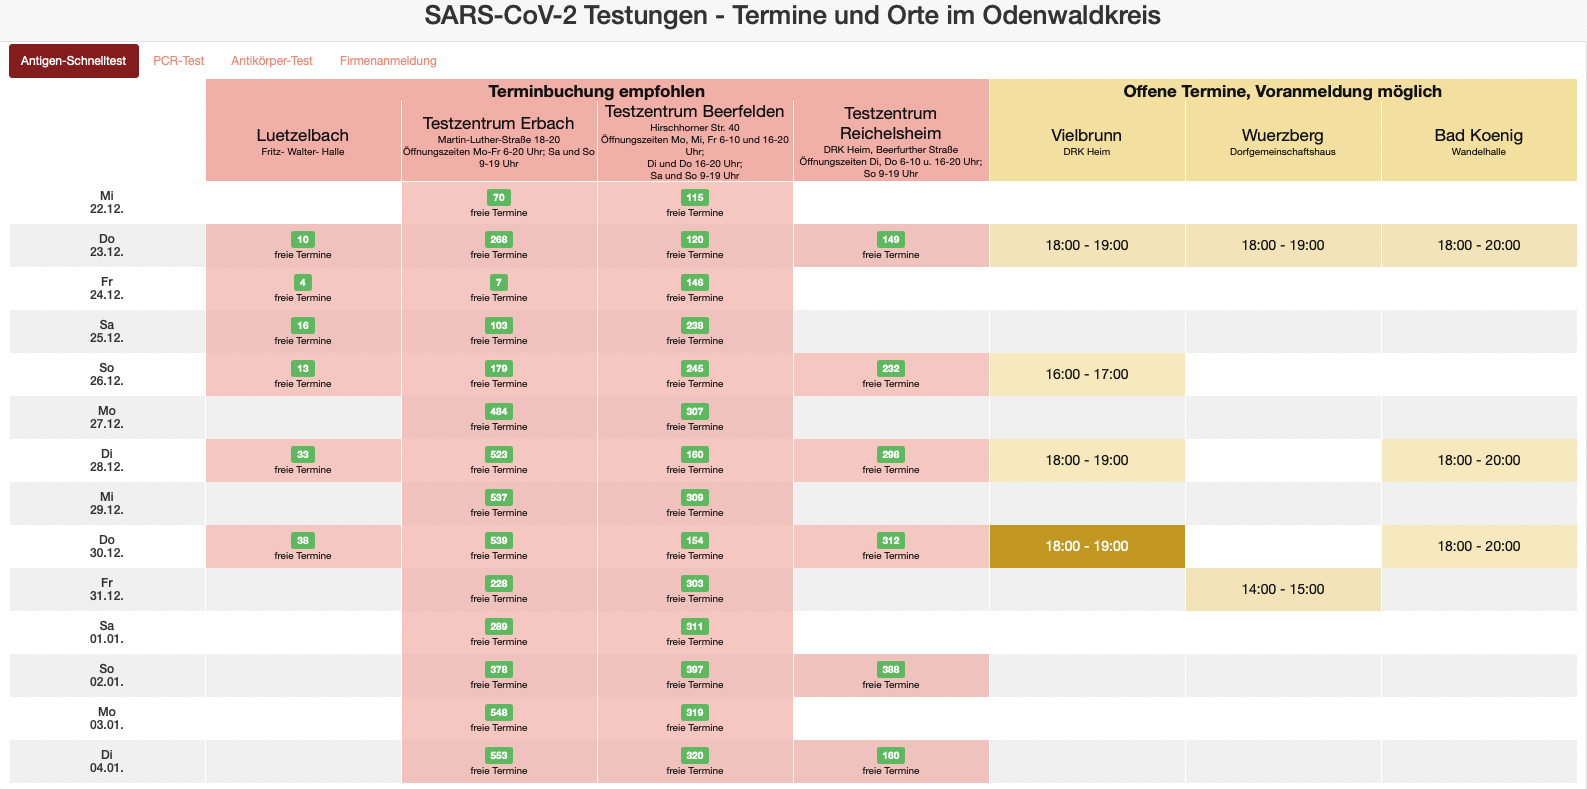 SARS-CoV-2 Testungen - Termine und Orte im Odenwaldkreis
Antigen-Schnelltest PCR-Test Antikörper-Test Firmenanmeldung
Terminbuchung empfohlen
Offene Termine, Voranmeldung möglich
Luetzelbach
Fritz- Walter- Halle
Testzentrum Erbach
Martin-Luther-Straße 18-20
Öffnungszeiten Mo-Fr 6-20 Uhr; Sa und So
9-19 Uhr
Testzentrum Beerfelden
Hirschhorner Str. 40
Öffnungszeiten Mo, Mi, Fr 6-10 und 16-20
Uhr;
Di und Do 16-20 Uhr;
Sa und So 9-19 Uhr
Testzentrum
Reichelsheim
DRK Heim, Beerfurther Straße
Öffnungszeiten Di, Do 6-10 u. 16-20 Uhr;
So 9-19 Uhr
Vielbrunn
DRK Heim
Wuerzberg
Dorfgemeinschaftshaus
Bad Koenig
Wandelhalle
Mi
22.12.
70 115
freie Termine freie Termine
Do
23.12.
10 268 120 149
freie Termine freie Termine freie Termine freie Termine
18:00 - 19:00 18:00 - 19:00 18:00 - 20:00
Fr
24.12.
4 7 146
freie Termine freie Termine freie Termine
Sa
25.12.
16 103 238
freie Termine freie Termine freie Termine
So
26.12.
13 179 245 232
freie Termine freie Termine freie Termine freie Termine
16:00 - 17:00
Mo
27.12.
484 307
freie Termine freie Termine
Di
28.12.
33 523 160 298
freie Termine freie Termine freie Termine freie Termine
18:00 - 19:00 18:00 - 20:00
Mi
29.12.
537 309
freie Termine freie Termine
Do
30.12.
38 539 154 312
freie Termine freie Termine freie Termine freie Termine
18:00 - 19:00 18:00 - 20:00
Fr
31.12.
228 303
freie Termine freie Termine
14:00 - 15:00
Sa
01.01.
289 311
freie Termine freie Termine
So
02.01.
378 397 388
freie Termine freie Termine freie Termine
Mo
03.01.
548 319
freie Termine freie Termine
Di
04.01.
553 320 160
freie Termine freie Termine freie Termine